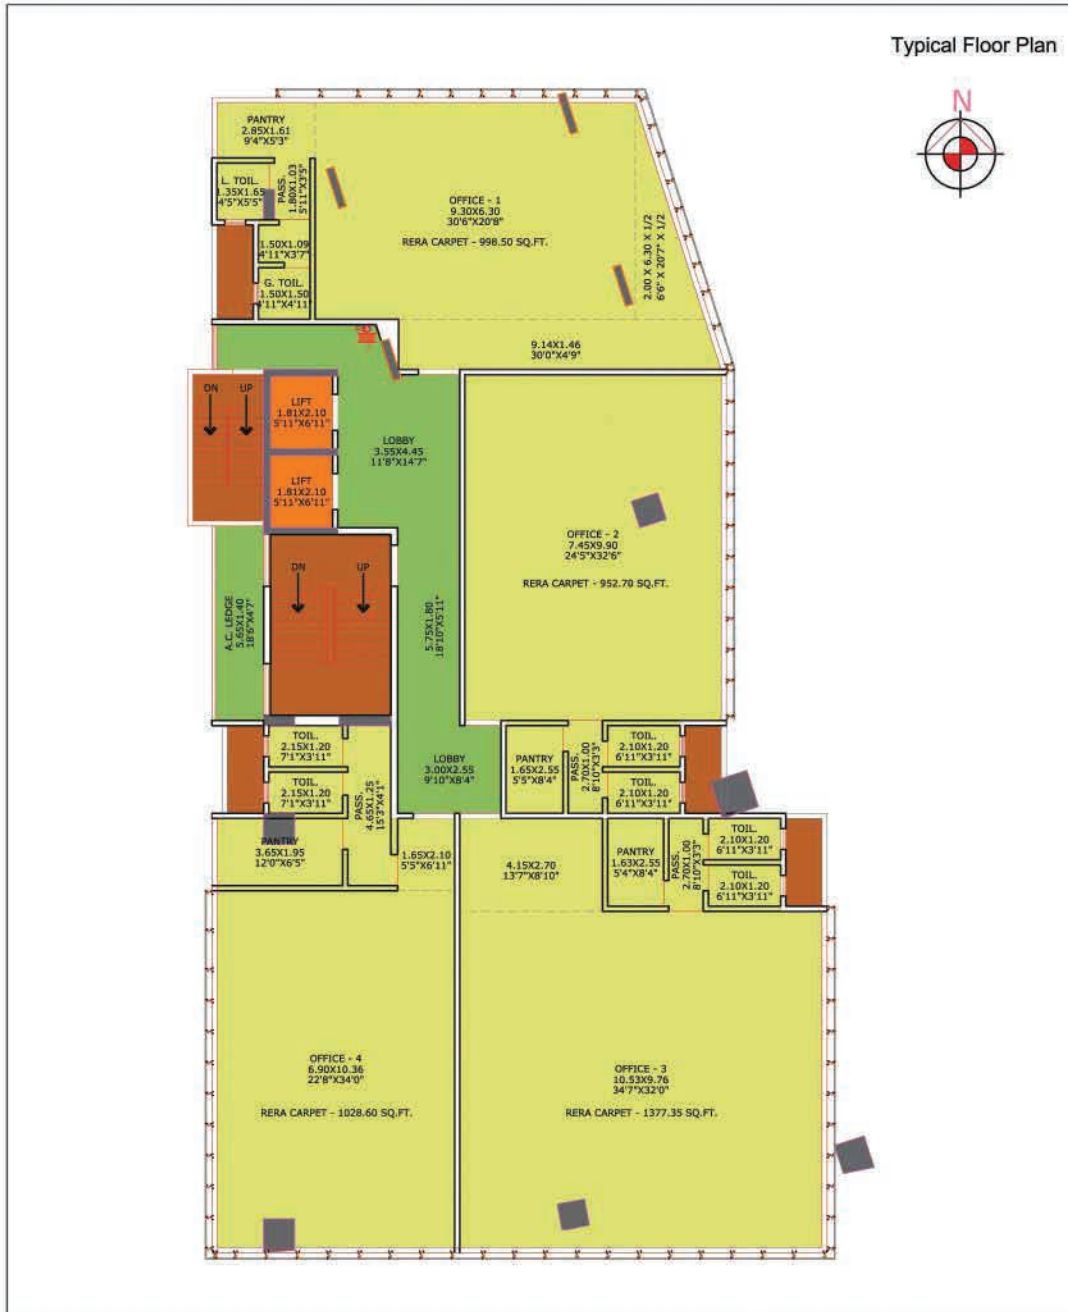 Typical Floor Plan
N
PANTRY
2.85X1.61
9'4"X5'3"
L. TOIL.
1.35X1.65
4'5"X5'5"
PASS.
1.80X1.03
5'11"X3'5"
1.50X1.09
4'11"X3'7"
G. TOIL.
1.50X1.50
4'11"X4'11"
OFFICE - 1
9.30X6.30
30'6"X20'8"
RERA CARPET - 998.50 SQ.FT.
2.00 X 6.30 X 1/2
6'6" X 20'7" X 1/2
9.14X1.46
30'0"X4'9"
DN
UP
LIFT
1.81X2.10
5'11"X6'11"
LOBBY
3.55X4.45
11'8"X14'7"
LIFT
1.81X2.10
5'11"X6'11"
OFFICE - 2
7.45X9.90
24'5"X32'6"
RERA CARPET - 952.70 SQ.FT.
DN
UP
A.C. LEDGE
5.65X1.40
18'6"X4'7"
5.75X1.80
18'10"X5'11"
TOIL.
2.15X1.20
7'1"X3'11"
TOIL.
2.15X1.20
7'1"X3'11"
PASS.
4.65X1.25
15'3"X4'1"
LOBBY
3.00X2.55
9'10"X8'4"
PANTRY
1.65X2.55
5'5"X8'4"
PASS.
2.70X1.00
8'10"X3'3"
TOIL.
2.10X1.20
6'11"X3'11"
TOIL.
2.10X1.20
6'11"X3'11"
PANTRY
3.65X1.95
12'0"X6'5"
1.65X2.10
5'5"X6'11"
4.15X2.70
13'7"X8'10"
PANTRY
1.63X2.55
5'4"X8'4"
PASS.
2.70X1.00
8'10"X3'3"
TOIL.
2.10X1.20
6'11"X3'11"
TOIL.
2.10X1.20
6'11"X3'11"
OFFICE - 4
6.90X10.36
22'8"X34'0"
RERA CARPET - 1028.60 SQ.FT.
OFFICE - 3
10.53X9.76
34'7"X32'0"
RERA CARPET - 1377.35 SQ.FT.